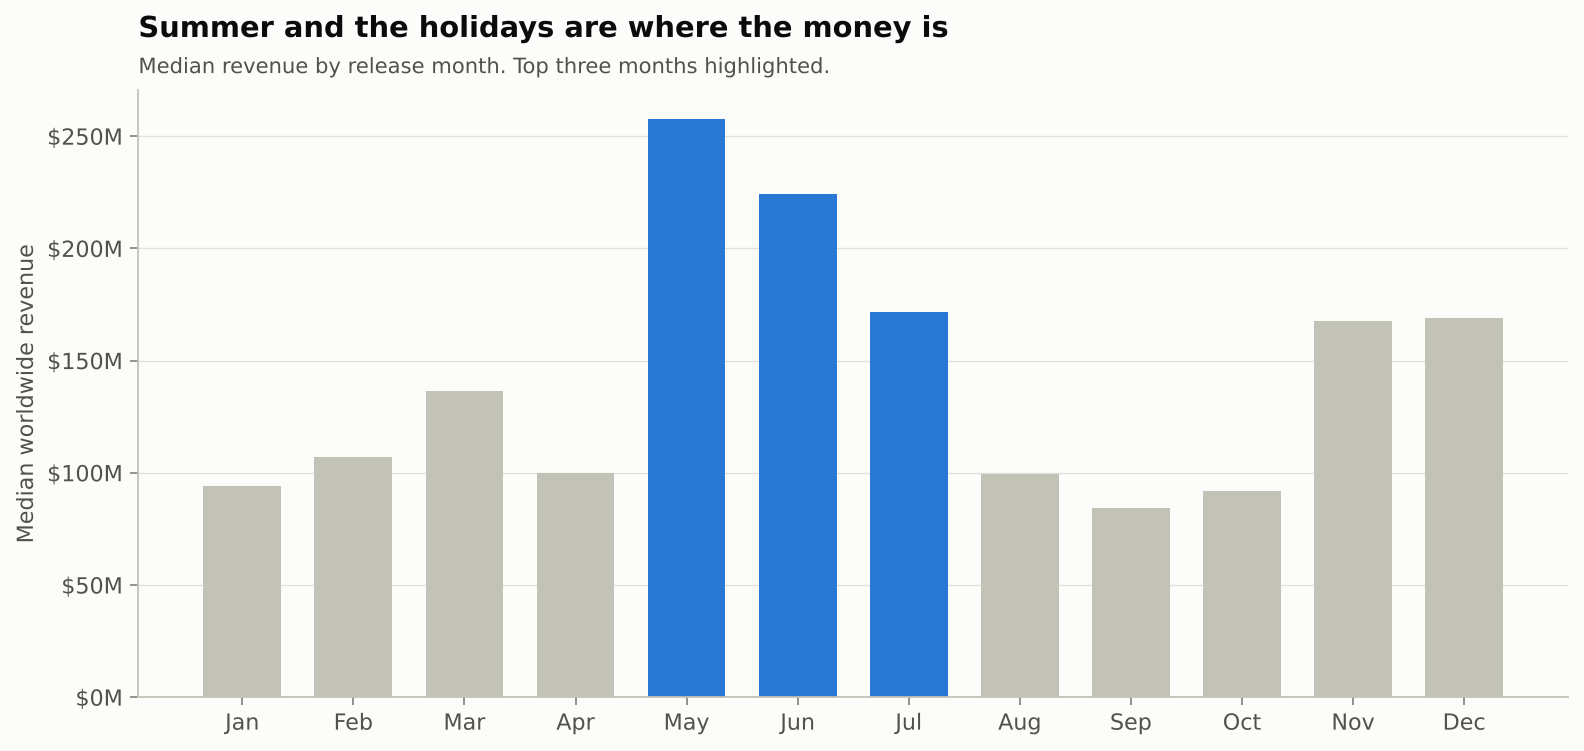 Summer and the holidays are where the money is
Median revenue by release month. Top three months highlighted.
Median worldwide revenue
$250M
$200M
$150M
$100M
$50M
$0M
Jan Feb Mar Apr May Jun Jul Aug Sep Oct Nov Dec